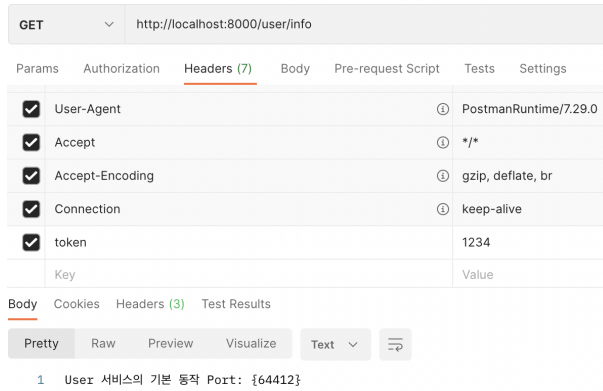 GET http://localhost:8000/user/info
Params Authorization Headers (7) Body Pre-request Script Tests Settings
User-Agent PostmanRuntime/7.29.0
Accept */*
Accept-Encoding gzip, deflate, br
Connection keep-alive
token 1234
Key Value
Body Cookies Headers (3) Test Results
Pretty Raw Preview Visualize Text
1 User 서비스의 기본 동작 Port: {64412}